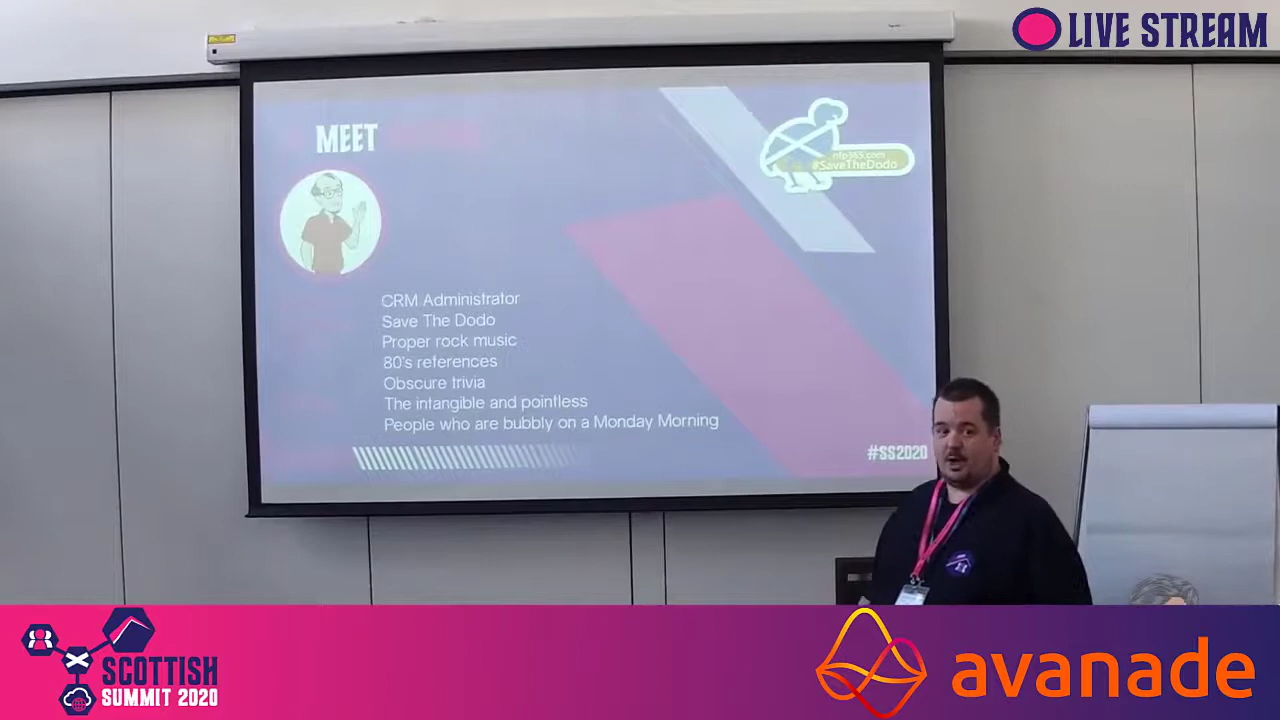 LIVE STREAM
MEET
nfp365.com
#SaveTheDodo
CRM Administrator
Save The Dodo
Proper rock music
80's references
Obscure trivia
The intangible and pointless
People who are bubbly on a Monday Morning
#SS2020
SCOTTISH
SUMMIT 2020
avanade